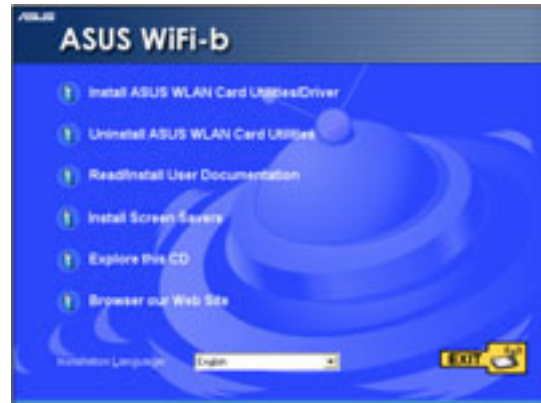 ASUS
ASUS WiFi-b
Install ASUS WLAN Card Utilities/Driver
Uninstall ASUS WLAN Card Utilities
Read/Install User Documentation
Install Screen Savers
Explore this CD
Browser our Web Site
Installation Language: English
EXIT